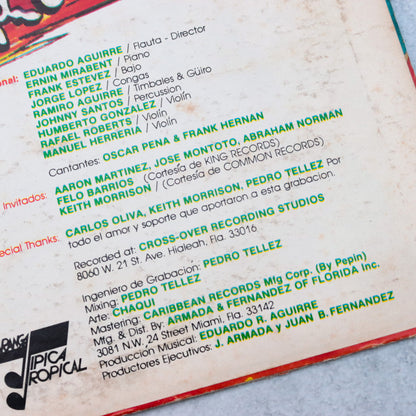 onal: EDUARDO AGUIRRE / Flauta - Director
ERNIN MIRABENT / Piano
FRANK ESTEVEZ / Bajo
JORGE LOPEZ / Congas
RAMIRO AGUIRRE / Timbales & Güiro
JOHNNY SANTOS / Percussion
HUMBERTO GONZALEZ / Violín
RAFAEL ROBERTS / Violín
MANUEL HERRERIA / Violín
Cantantes: OSCAR PENA & FRANK HERNAN
Invitados: AARON MARTINEZ, JOSE MONTOTO, ABRAHAM NORMAN
FELO BARRIOS / (Cortesía de KING RECORDS)
KEITH MORRISON / (Cortesía de COMMON RECORDS)
pecial Thanks: CARLOS OLIVA, KEITH MORRISON, PEDRO TELLEZ Por
todo el amor y soporte que aportaron a esta grabacion.
Recorded at: CROSS-OVER RECORDING STUDIOS
8060 W. 21 St. Ave. Hialeah, Fla. 33016
Ingeniero de Grabacion: PEDRO TELLEZ
Mixing: PEDRO TELLEZ
Arte: CHAQUI
Mastering: CARIBBEAN RECORDS Mfg Corp. (By Pepin)
Mfg. & Dist. By: ARMADA & FERNANDEZ OF FLORIDA Inc.
3081 N.W. 24 Street Miami, Fla. 33142
Produccion Musical: EDUARDO R. AGUIRRE
Productores Ejecutivos: J. ARMADA y JUAN B. FERNANDEZ
TIPICA
TROPICAL